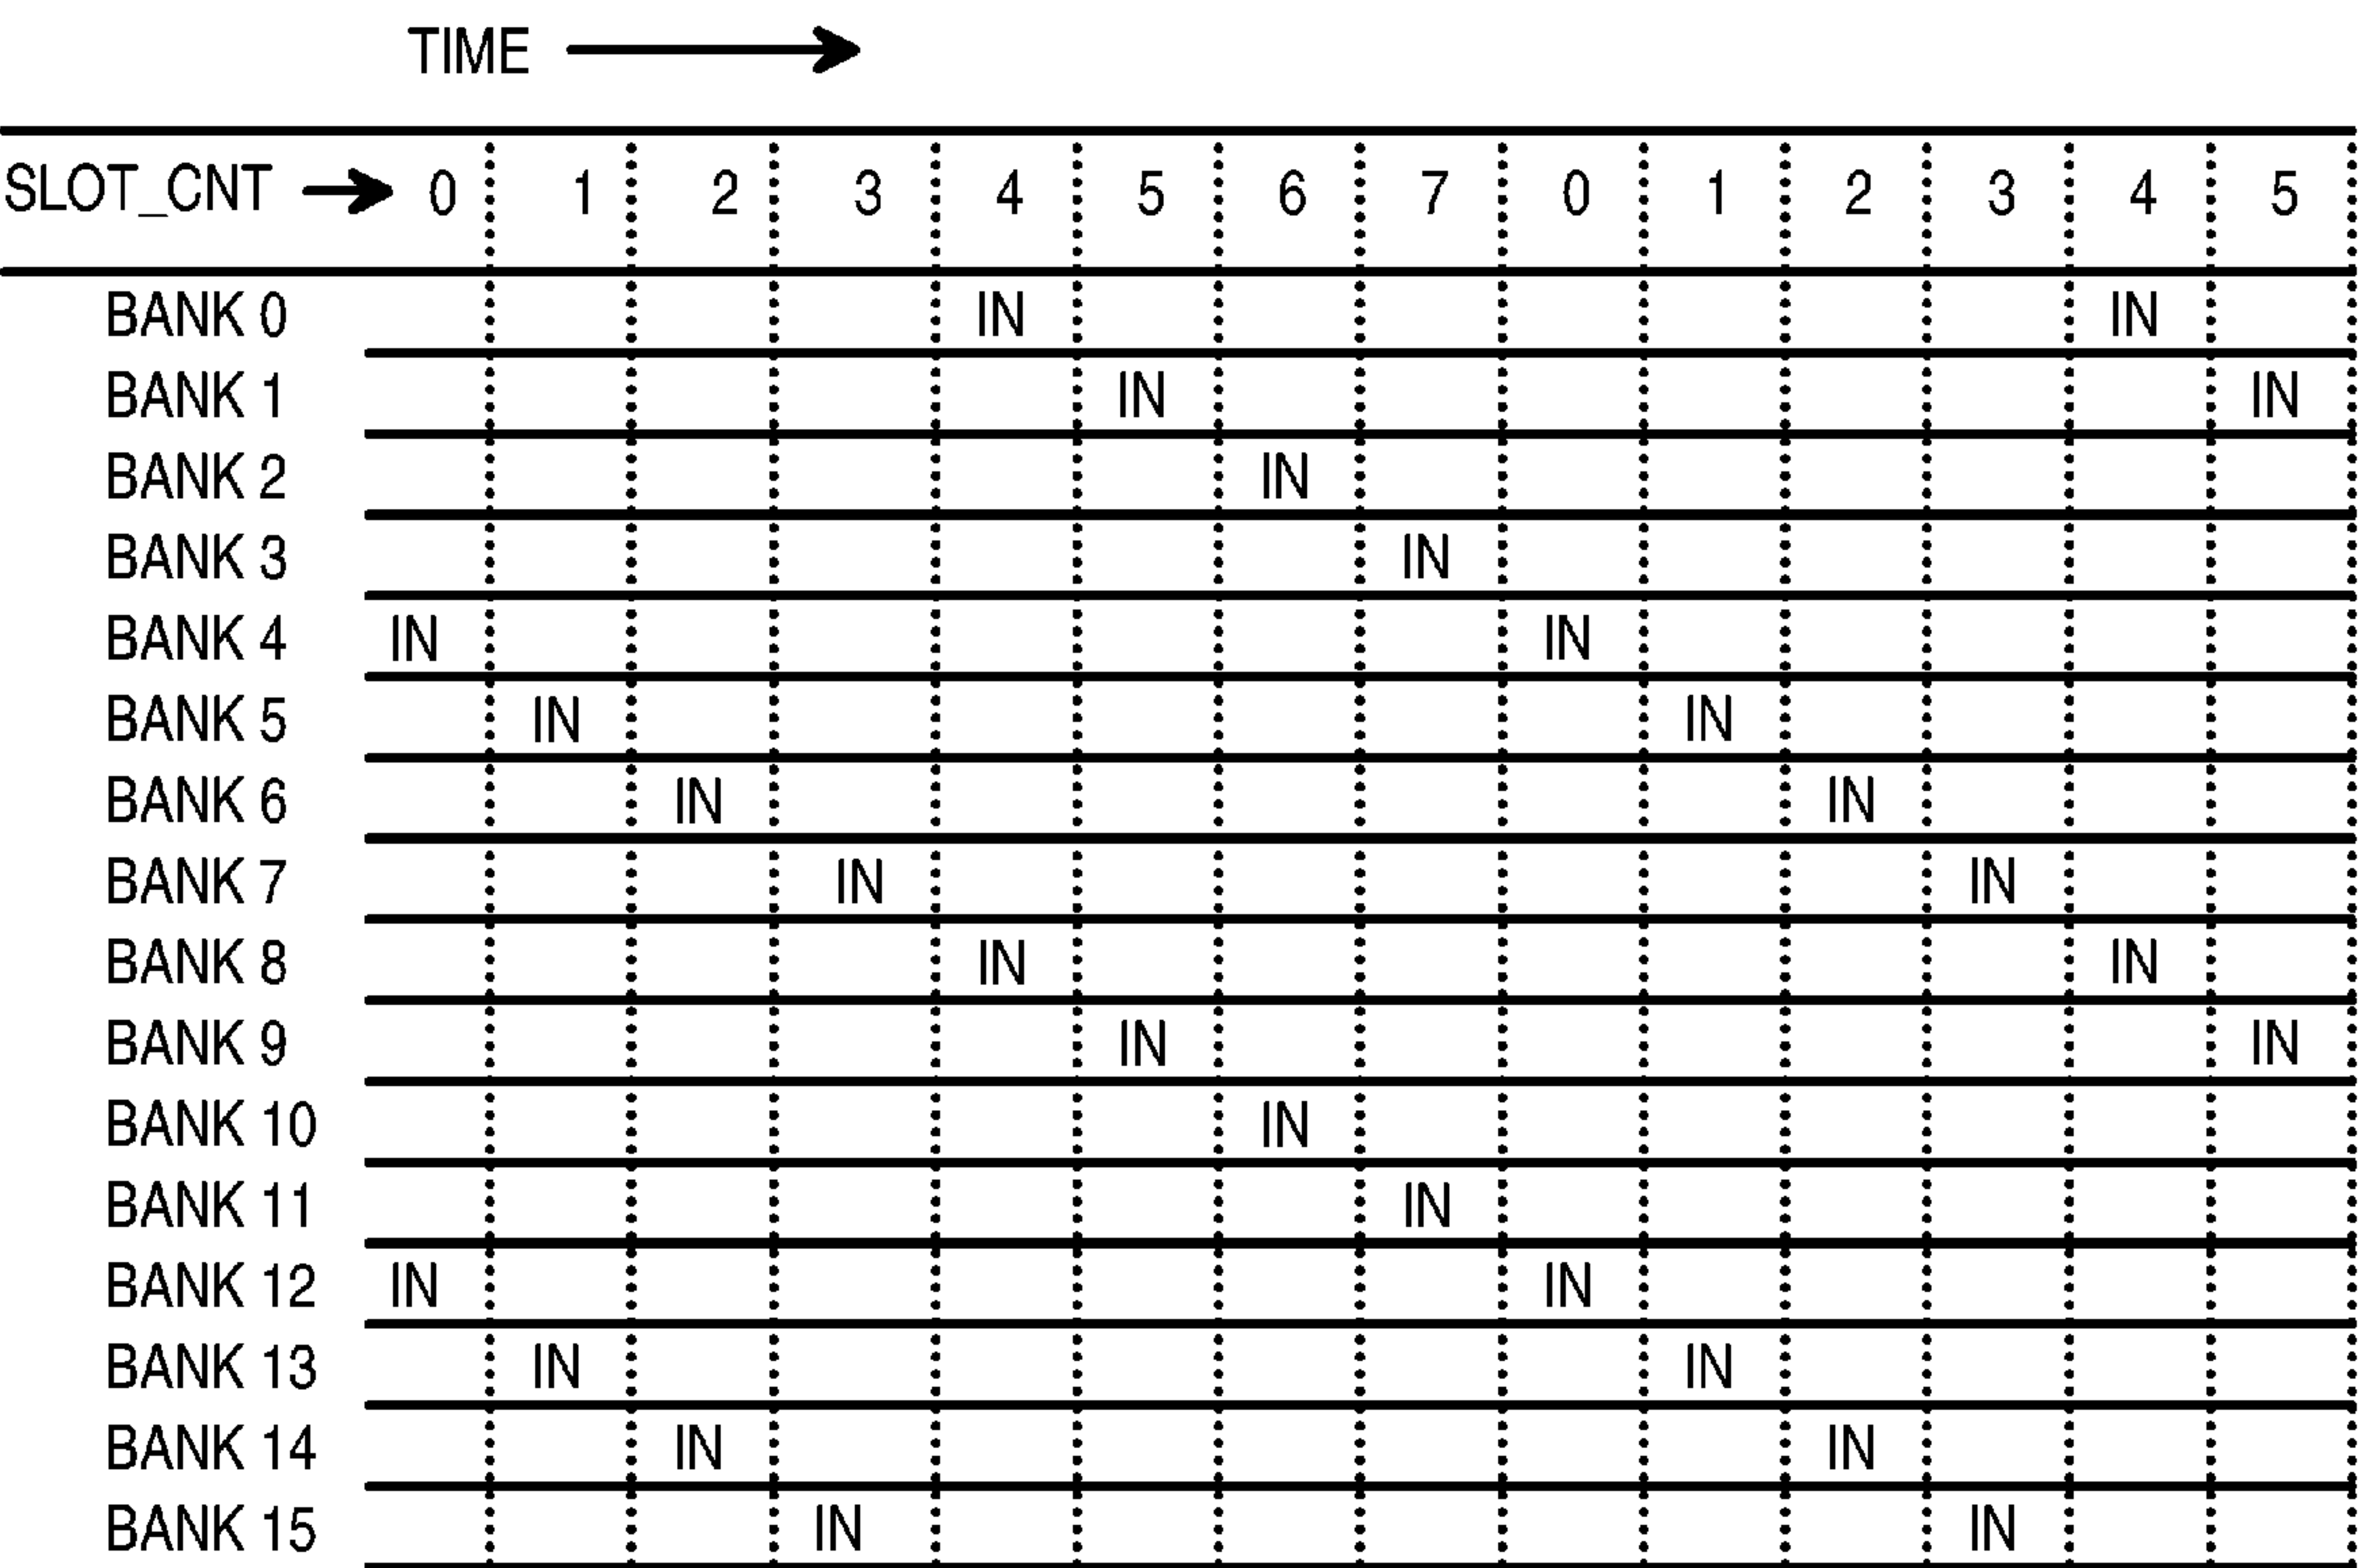 TIME
SLOT_CNT 0 1 2 3 4 5 6 7 0 1 2 3 4 5
BANK 0 IN IN
BANK 1 IN IN
BANK 2 IN
BANK 3 IN
BANK 4 IN IN
BANK 5 IN IN
BANK 6 IN IN
BANK 7 IN IN
BANK 8 IN IN
BANK 9 IN IN
BANK 10 IN
BANK 11 IN
BANK 12 IN IN
BANK 13 IN IN
BANK 14 IN IN
BANK 15 IN IN